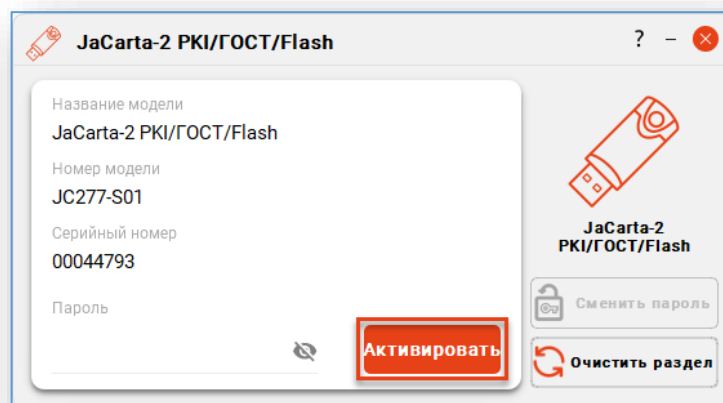 JaCarta-2 PKI/ГОСТ/Flash
? –
Название модели
JaCarta-2 PKI/ГОСТ/Flash
Номер модели
JC277-S01
Серийный номер
00044793
Пароль
Активировать
JaCarta-2
PKI/ГОСТ/Flash
Сменить пароль
Очистить раздел